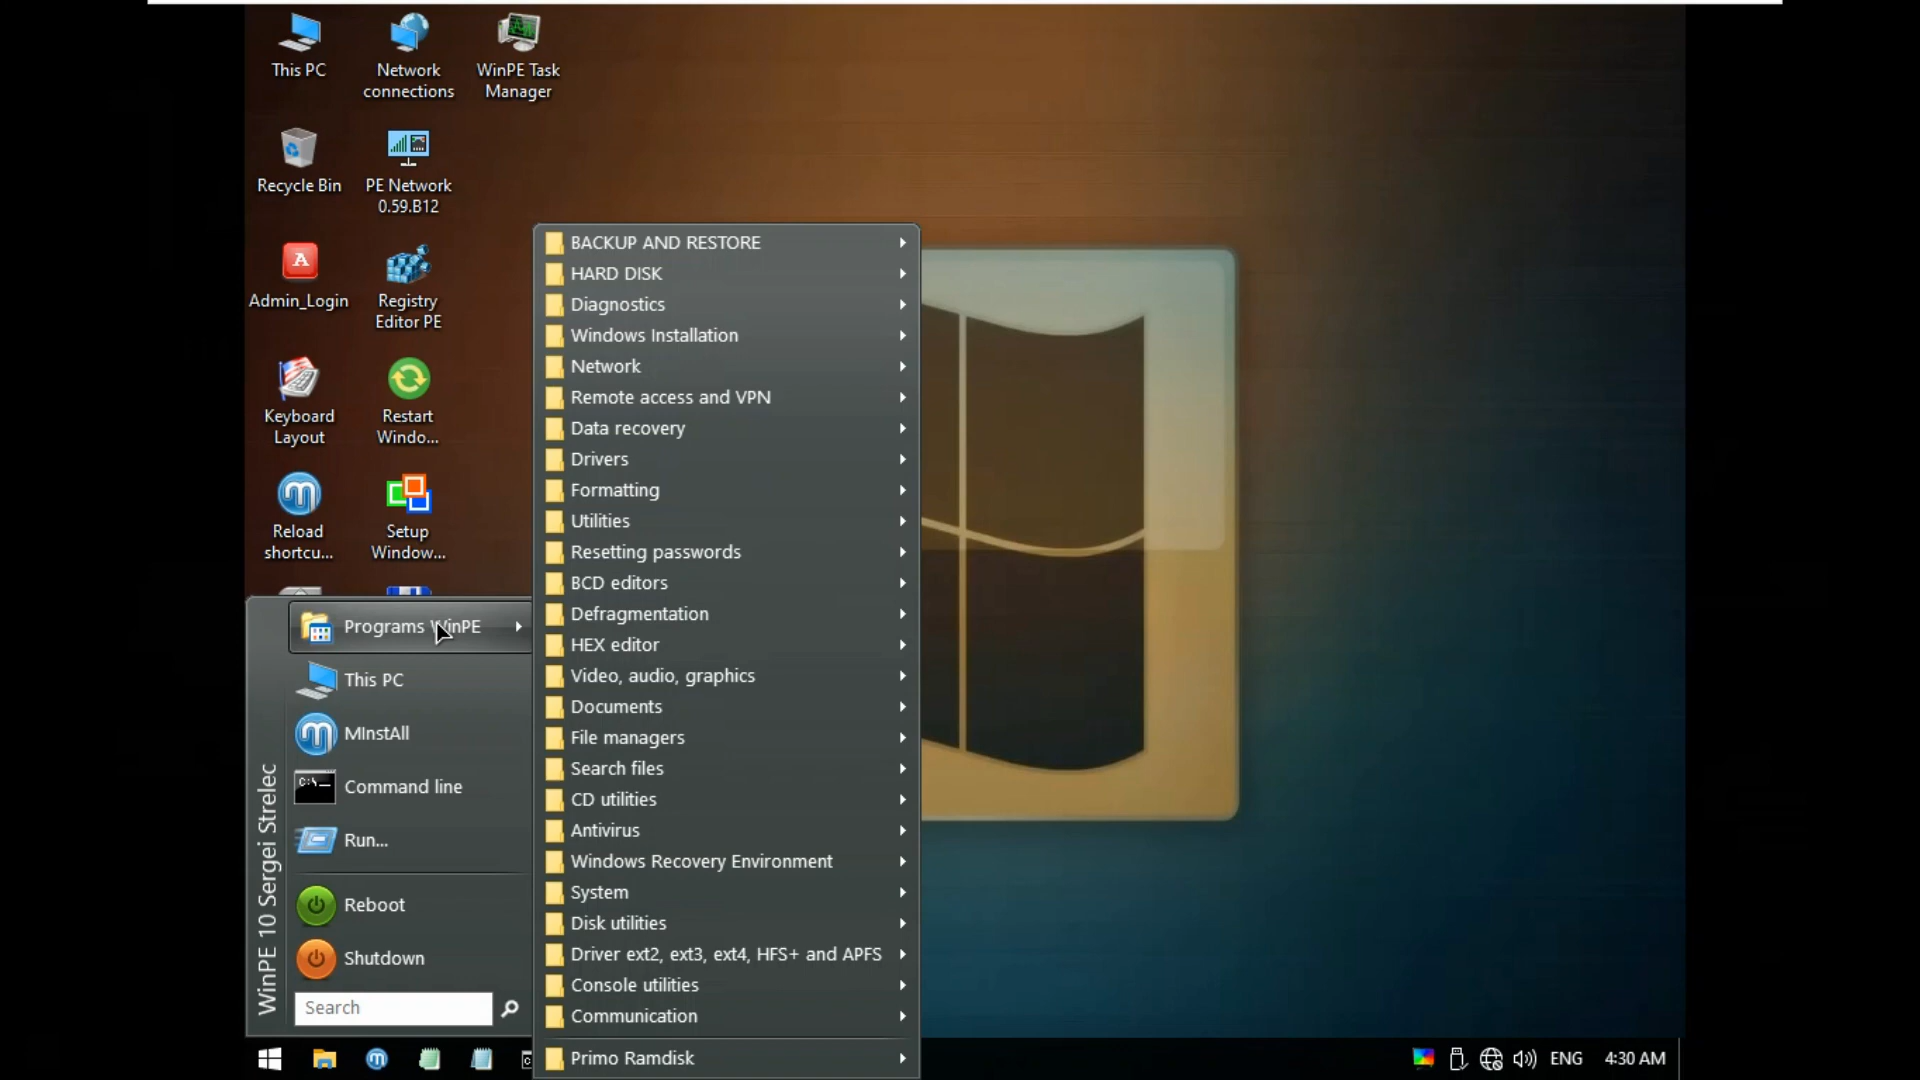 This PC
Network
connections
WinPE Task
Manager
Recycle Bin
PE Network
0.59.B12
A
Admin_Login
Registry
Editor PE
Keyboard
Layout
Restart
Windo...
Reload
shortcu...
Setup
Window...
BACKUP AND RESTORE
HARD DISK
Diagnostics
Windows Installation
Network
Remote access and VPN
Data recovery
Drivers
Formatting
Utilities
Resetting passwords
BCD editors
Defragmentation
HEX editor
Video, audio, graphics
Documents
File managers
Search files
CD utilities
Antivirus
Windows Recovery Environment
System
Disk utilities
Driver ext2, ext3, ext4, HFS+ and APFS
Console utilities
Communication
Primo Ramdisk
Programs WinPE
This PC
MInstAll
Command line
Run...
Reboot
Shutdown
Search
WinPE 10 Sergei Strelec
ENG
4:30 AM